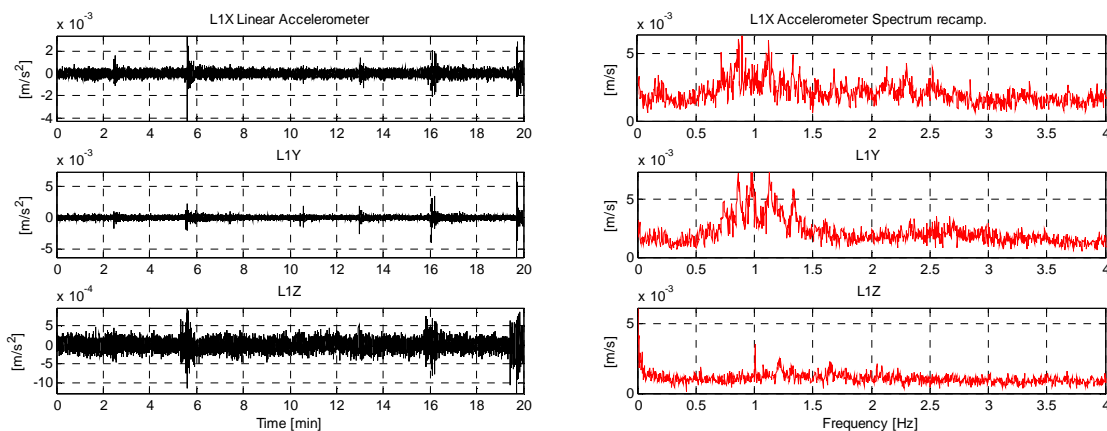 L1X Linear Accelerometer
x 10⁻³
[m/s²]
2
0
-2
-4
0 2 4 6 8 10 12 14 16 18 20
L1Y
x 10⁻³
[m/s²]
5
0
-5
0 2 4 6 8 10 12 14 16 18 20
L1Z
x 10⁻⁴
[m/s²]
5
0
-5
-10
0 2 4 6 8 10 12 14 16 18 20
Time [min]
L1X Accelerometer Spectrum recamp.
x 10⁻³
[m/s]
5
0
0 0.5 1 1.5 2 2.5 3 3.5 4
L1Y
x 10⁻³
[m/s]
5
0
0 0.5 1 1.5 2 2.5 3 3.5 4
L1Z
x 10⁻³
[m/s]
5
0
0 0.5 1 1.5 2 2.5 3 3.5 4
Frequency [Hz]